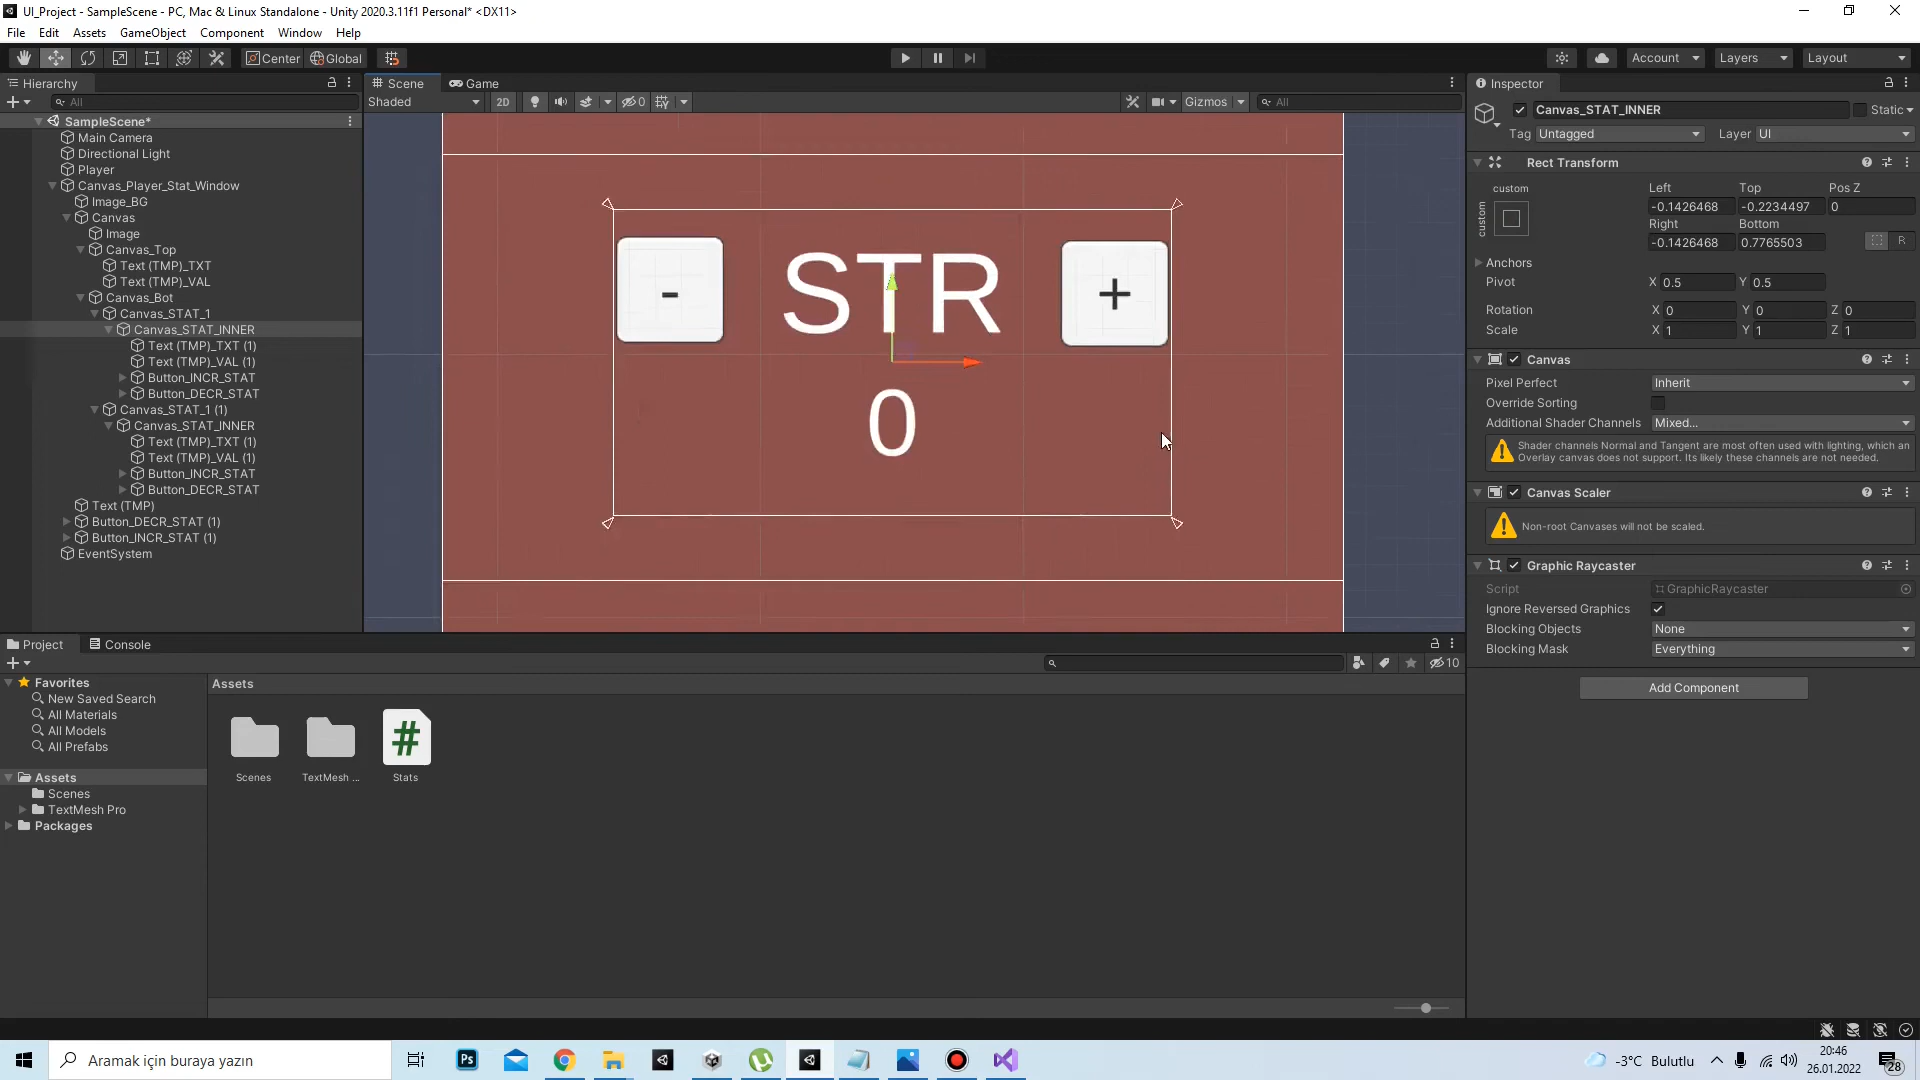 UI_Project - SampleScene - PC, Mac & Linux Standalone - Unity 2020.3.11f1 Personal* <DX11>
File Edit Assets GameObject Component Window Help
Center Global Account Layers Layout
Hierarchy
All
SampleScene*
Main Camera
Directional Light
Player
Canvas_Player_Stat_Window
Image_BG
Canvas
Image
Canvas_Top
Text (TMP)_TXT
Text (TMP)_VAL
Canvas_Bot
Canvas_STAT_1
Canvas_STAT_INNER
Text (TMP)_TXT (1)
Text (TMP)_VAL (1)
Button_INCR_STAT
Button_DECR_STAT
Canvas_STAT_1 (1)
Canvas_STAT_INNER
Text (TMP)_TXT (1)
Text (TMP)_VAL (1)
Button_INCR_STAT
Button_DECR_STAT
Text (TMP)
Button_DECR_STAT (1)
Button_INCR_STAT (1)
EventSystem
Scene Game
Shaded 2D 0 Gizmos All
- STR +
0
Inspector
Canvas_STAT_INNER Static
Tag Untagged Layer UI
Rect Transform
custom Left Top Pos Z
custom -0.1426468 -0.2234497 0
Right Bottom
-0.1426468 0.7765503 R
Anchors
Pivot X 0.5 Y 0.5
Rotation X 0 Y 0 Z 0
Scale X 1 Y 1 Z 1
Canvas
Pixel Perfect Inherit
Override Sorting
Additional Shader Channels Mixed...
Shader channels Normal and Tangent are most often used with lighting, which an
Overlay canvas does not support. Its likely these channels are not needed.
Canvas Scaler
Non-root Canvases will not be scaled.
Graphic Raycaster
Script GraphicRaycaster
Ignore Reversed Graphics
Blocking Objects None
Blocking Mask Everything
Add Component
Project Console
10
Favorites
New Saved Search
All Materials
All Models
All Prefabs
Assets
Scenes
TextMesh Pro
Packages
Assets
#
Scenes TextMesh ... Stats
Aramak için buraya yazın
Ps
-3°C Bulutlu
20:46
26.01.2022
28